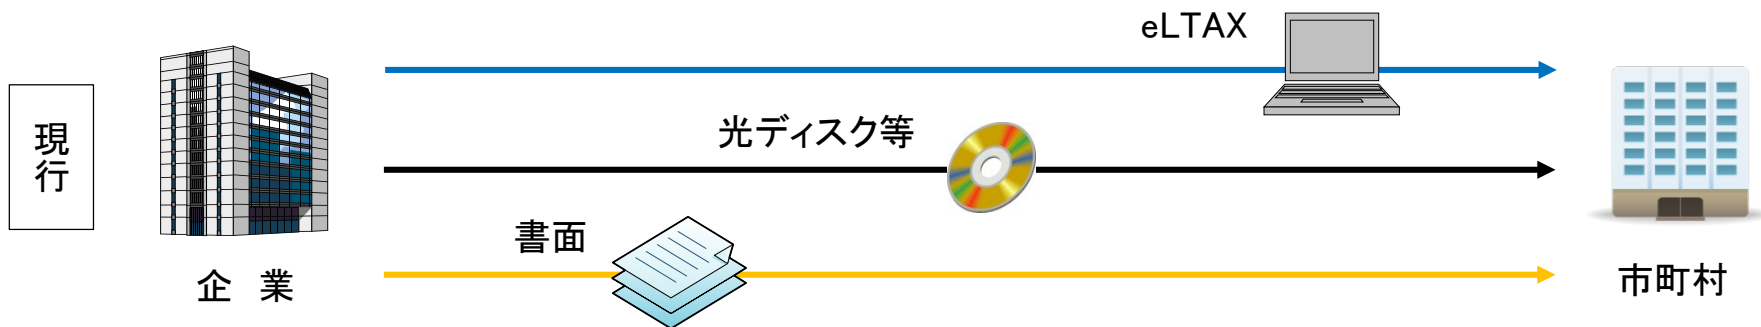 現行
企　業
eLTAX
光ディスク等
書面
市町村